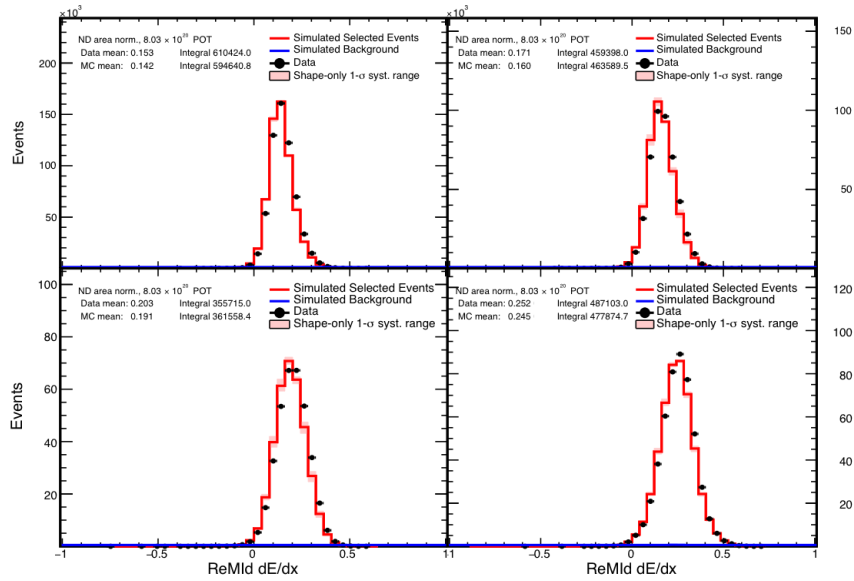 ×10³
ND area norm., 8.03 × 10²⁰ POT
Data mean: 0.153 Integral 610424.0
MC mean: 0.142 Integral 594640.8
Simulated Selected Events
Simulated Background
Data
Shape-only 1-σ syst. range
200
150
100
50
Events
×10³
ND area norm., 8.03 × 10²⁰ POT
Data mean: 0.171 Integral 459398.0
MC mean: 0.160 Integral 463589.5
Simulated Selected Events
Simulated Background
Data
Shape-only 1-σ syst. range
150
100
50
ND area norm., 8.03 × 10²⁰ POT
Data mean: 0.203 Integral 355715.0
MC mean: 0.191 Integral 361558.4
Simulated Selected Events
Simulated Background
Data
Shape-only 1-σ syst. range
100
80
60
40
20
Events
-1 -0.5 0 0.5
ReMId dE/dx
ND area norm., 8.03 × 10²⁰ POT
Data mean: 0.252 Integral 487103.0
MC mean: 0.245 Integral 477874.7
Simulated Selected Events
Simulated Background
Data
Shape-only 1-σ syst. range
120
100
80
60
40
20
-0.5 0 0.5 1
ReMId dE/dx